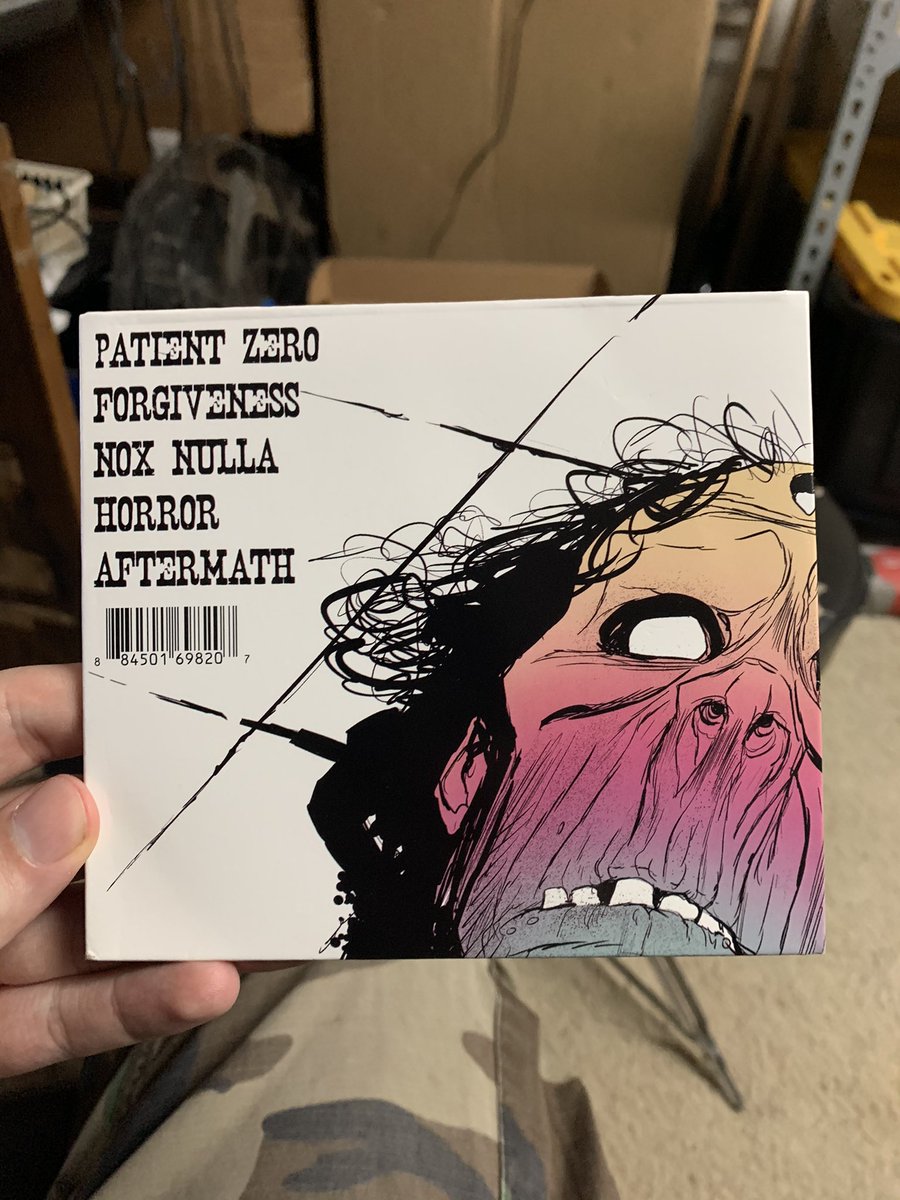 PATIENT ZERO
FORGIVENESS
NOX NULLA
HORROR
AFTERMATH
8 84501 69820 7